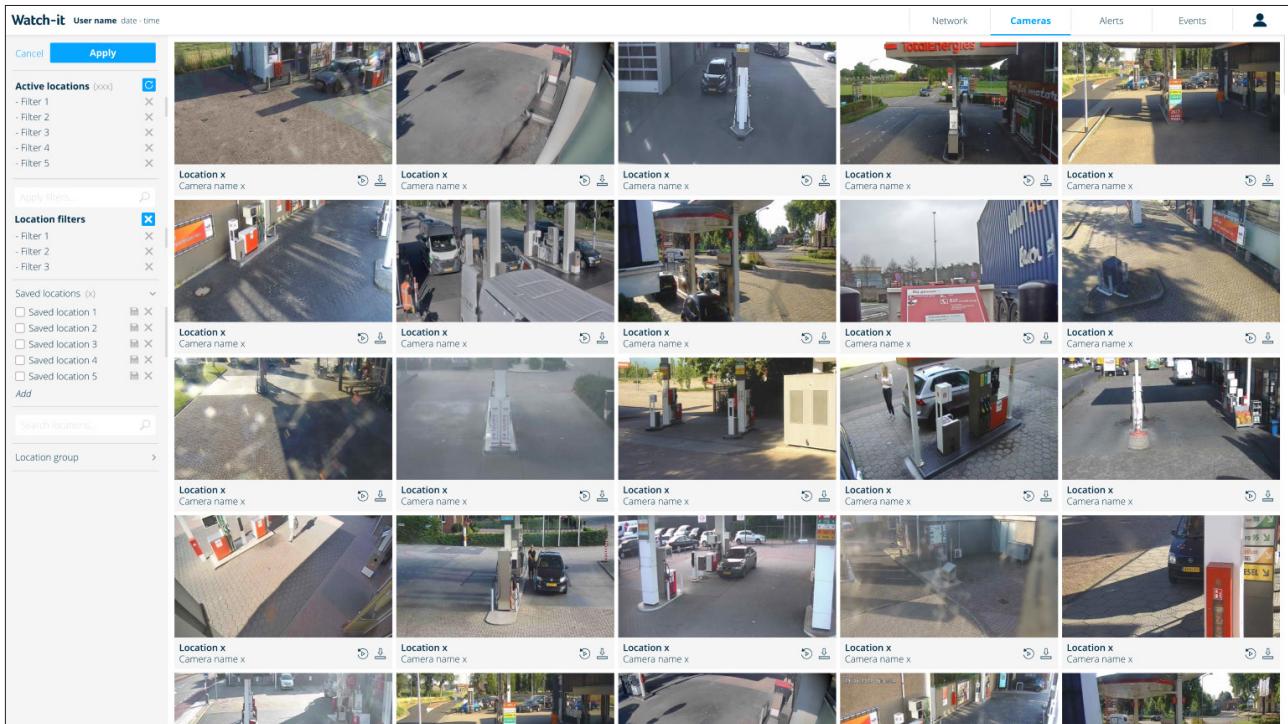 Watch-it User name date - time
Network Cameras Alerts Events
Cancel Apply
Active locations (xxx)
- Filter 1
- Filter 2
- Filter 3
- Filter 4
- Filter 5
Apply filters...
Location filters
- Filter 1
- Filter 2
- Filter 3
Saved locations (x)
Saved location 1
Saved location 2
Saved location 3
Saved location 4
Saved location 5
Add
Search locations...
Location group
TotalEnergies
Location x Location x Location x Location x Location x
Camera name x Camera name x Camera name x Camera name x Camera name x
Location x Location x Location x Location x Location x
Camera name x Camera name x Camera name x Camera name x Camera name x
Location x Location x Location x Location x Location x
Camera name x Camera name x Camera name x Camera name x Camera name x
Location x Location x Location x Location x Location x
Camera name x Camera name x Camera name x Camera name x Camera name x